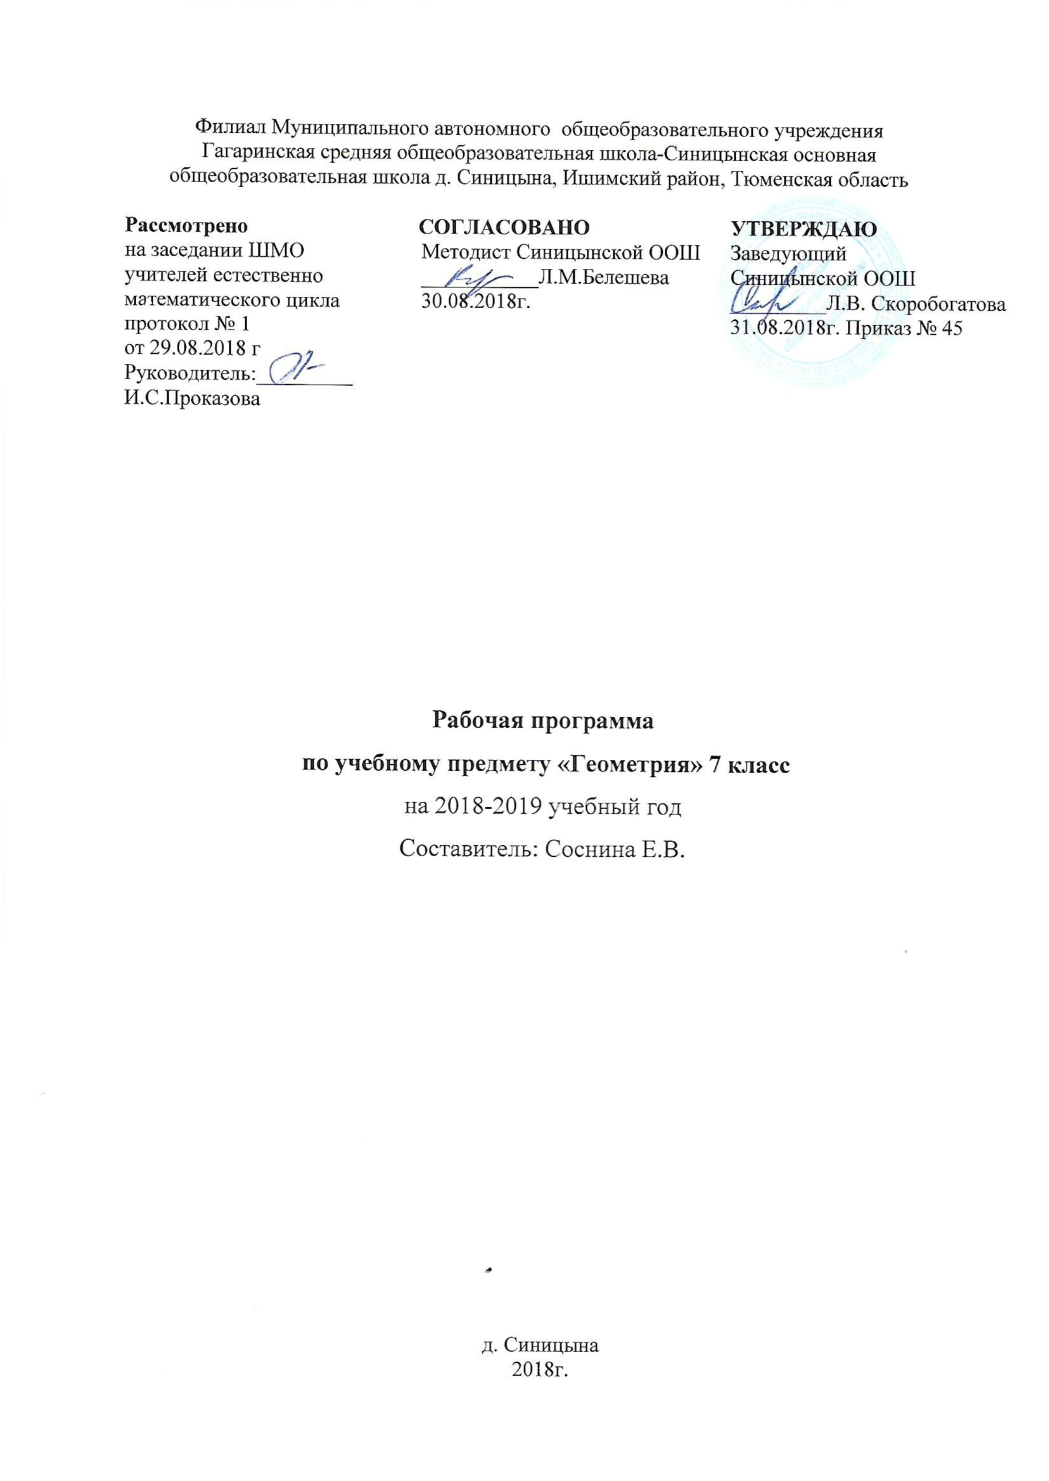 Филиал Муниципального автономного общеобразовательного учреждения
Гагаринская средняя общеобразовательная школа-Синицынская основная
общеобразовательная школа д. Синицына, Ишимский район, Тюменская область
Рассмотрено
на заседании ШМО
учителей естественно
математического цикла
протокол № 1
от 29.08.2018 г
Руководитель:_________
И.С.Проказова
СОГЛАСОВАНО
Методист Синицынской ООШ
___________Л.М.Белешева
30.08.2018г.
УТВЕРЖДАЮ
Заведующий
Синицынской ООШ
_________Л.В. Скоробогатова
31.08.2018г. Приказ № 45
Рабочая программа
по учебному предмету «Геометрия» 7 класс
на 2018-2019 учебный год
Составитель: Соснина Е.В.
д. Синицына
2018г.